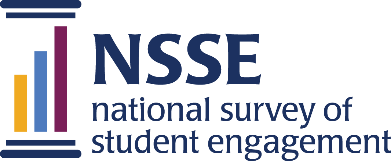 NSSE
national survey of
student engagement